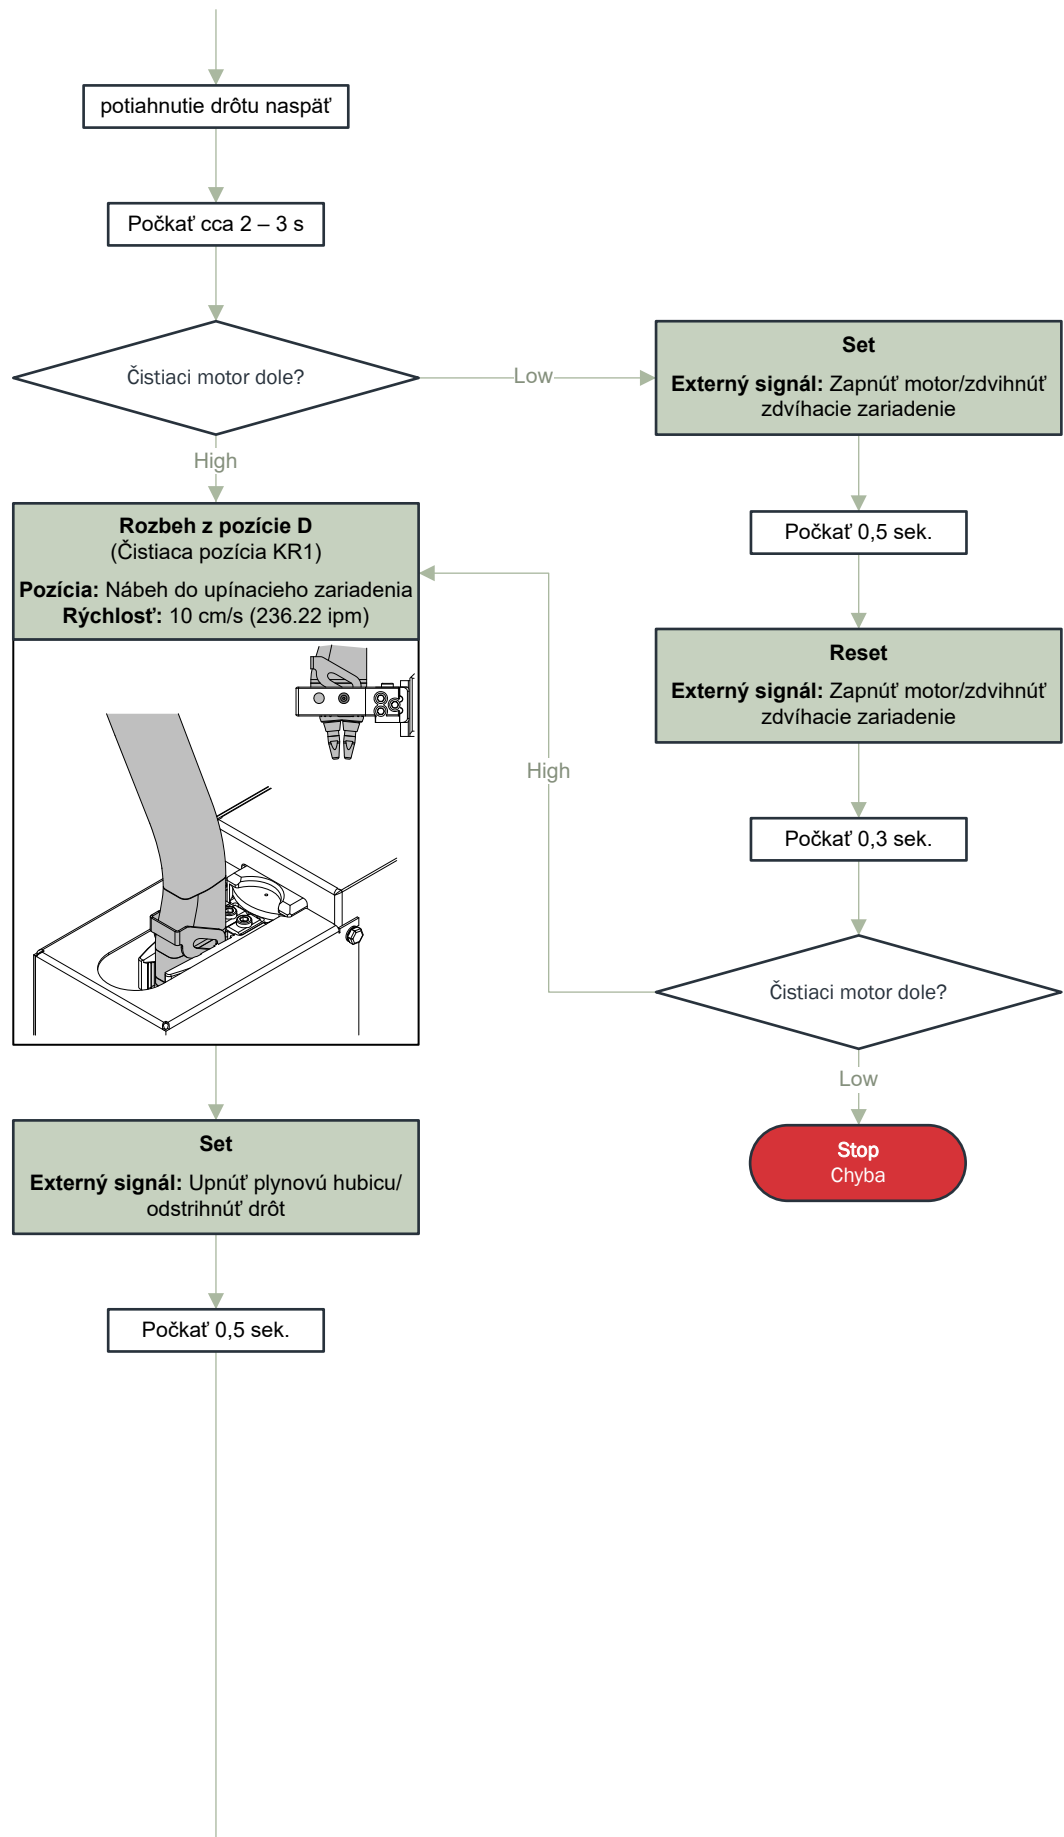 potiahnutie drôtu naspäť
Počkať cca 2 – 3 s
Čistiaci motor dole?
Low
High
Set
Externý signál: Zapnúť motor/zdvihnúť
zdvíhacie zariadenie
Počkať 0,5 sek.
Reset
Externý signál: Zapnúť motor/zdvihnúť
zdvíhacie zariadenie
Počkať 0,3 sek.
Čistiaci motor dole?
High
Low
Stop
Chyba
Rozbeh z pozície D
(Čistiaca pozícia KR1)
Pozícia: Nábeh do upínacieho zariadenia
Rýchlosť: 10 cm/s (236.22 ipm)
Set
Externý signál: Upnúť plynovú hubicu/
odstrihnúť drôt
Počkať 0,5 sek.